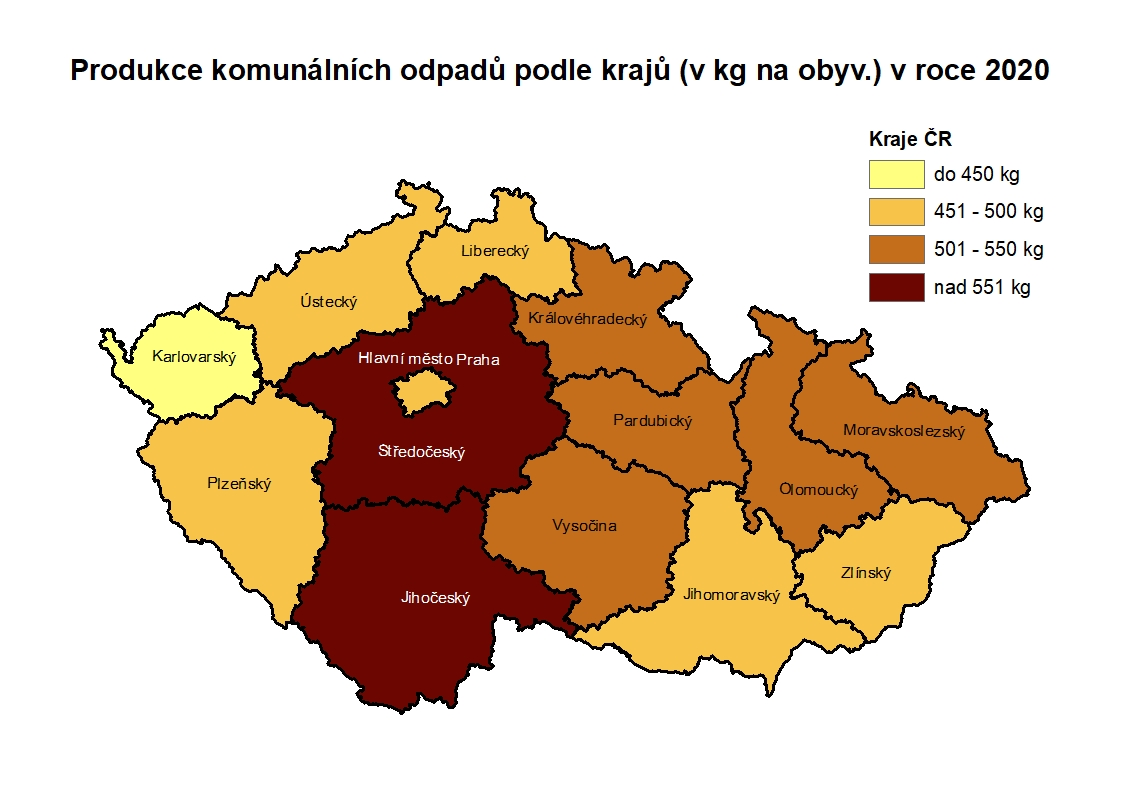 Produkce komunálních odpadů podle krajů (v kg na obyv.) v roce 2020
Kraje ČR
do 450 kg
451 - 500 kg
501 - 550 kg
nad 551 kg
Liberecký
Ústecký
Královéhradecký
Karlovarský
Hlavní město Praha
Pardubický
Moravskoslezský
Středočeský
Plzeňský
Olomoucký
Vysočina
Zlínský
Jihomoravský
Jihočeský